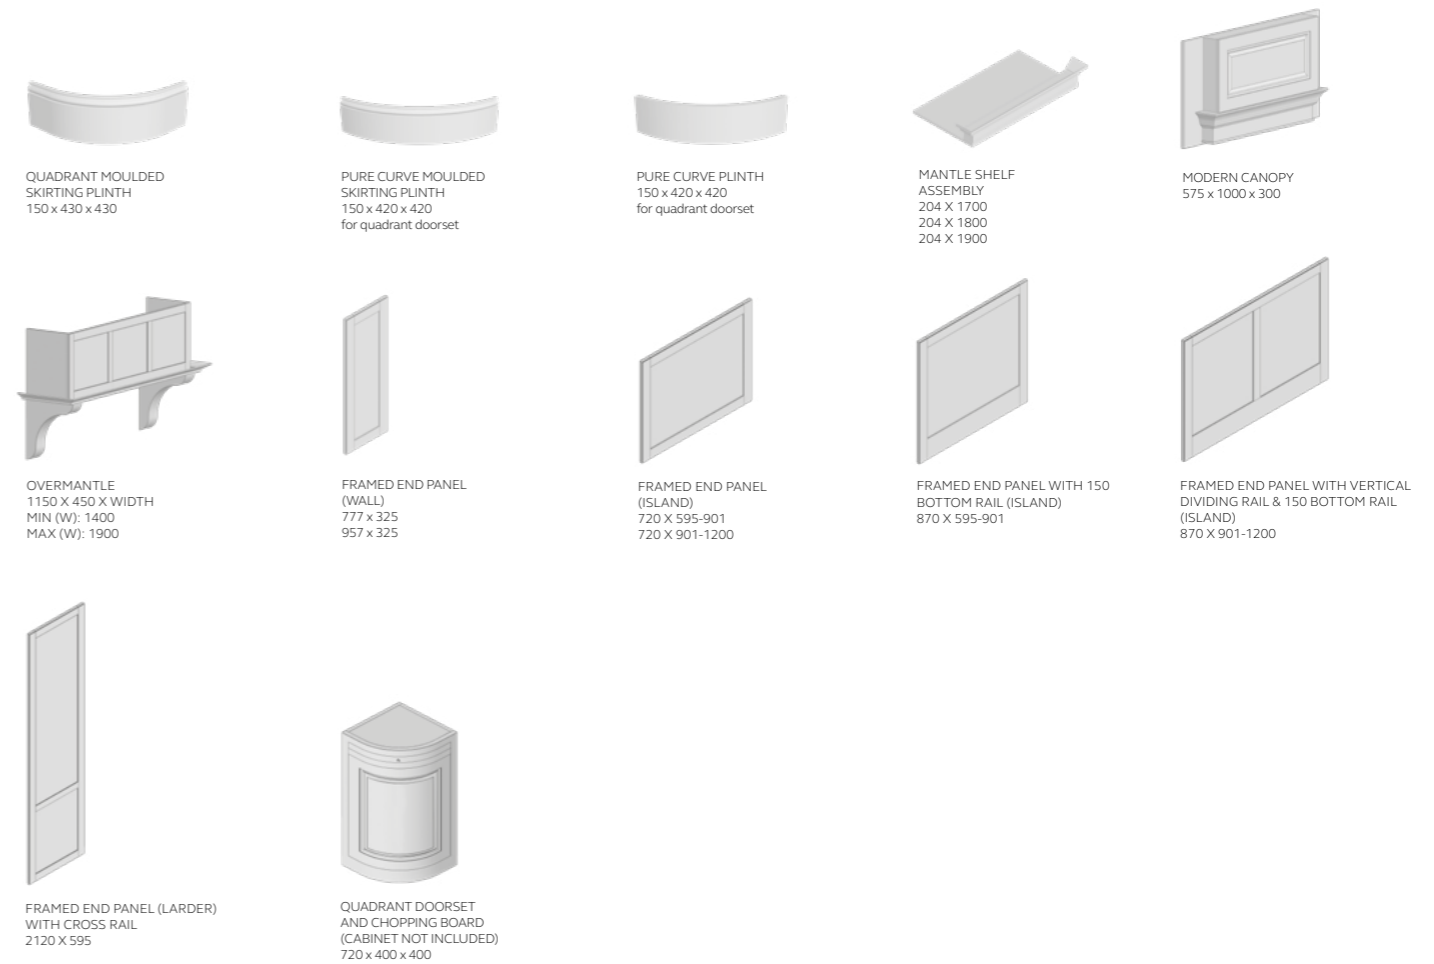 QUADRANT MOULDED
SKIRTING PLINTH
150 x 430 x 430
PURE CURVE MOULDED
SKIRTING PLINTH
150 x 420 x 420
for quadrant doorset
PURE CURVE PLINTH
150 x 420 x 420
for quadrant doorset
MANTLE SHELF
ASSEMBLY
204 X 1700
204 X 1800
204 X 1900
MODERN CANOPY
575 x 1000 x 300
OVERMANTLE
1150 X 450 X WIDTH
MIN (W): 1400
MAX (W): 1900
FRAMED END PANEL
(WALL)
777 x 325
957 x 325
FRAMED END PANEL
(ISLAND)
720 X 595-901
720 X 901-1200
FRAMED END PANEL WITH 150
BOTTOM RAIL (ISLAND)
870 X 595-901
FRAMED END PANEL WITH VERTICAL
DIVIDING RAIL & 150 BOTTOM RAIL
(ISLAND)
870 X 901-1200
FRAMED END PANEL (LARDER)
WITH CROSS RAIL
2120 X 595
QUADRANT DOORSET
AND CHOPPING BOARD
(CABINET NOT INCLUDED)
720 x 400 x 400